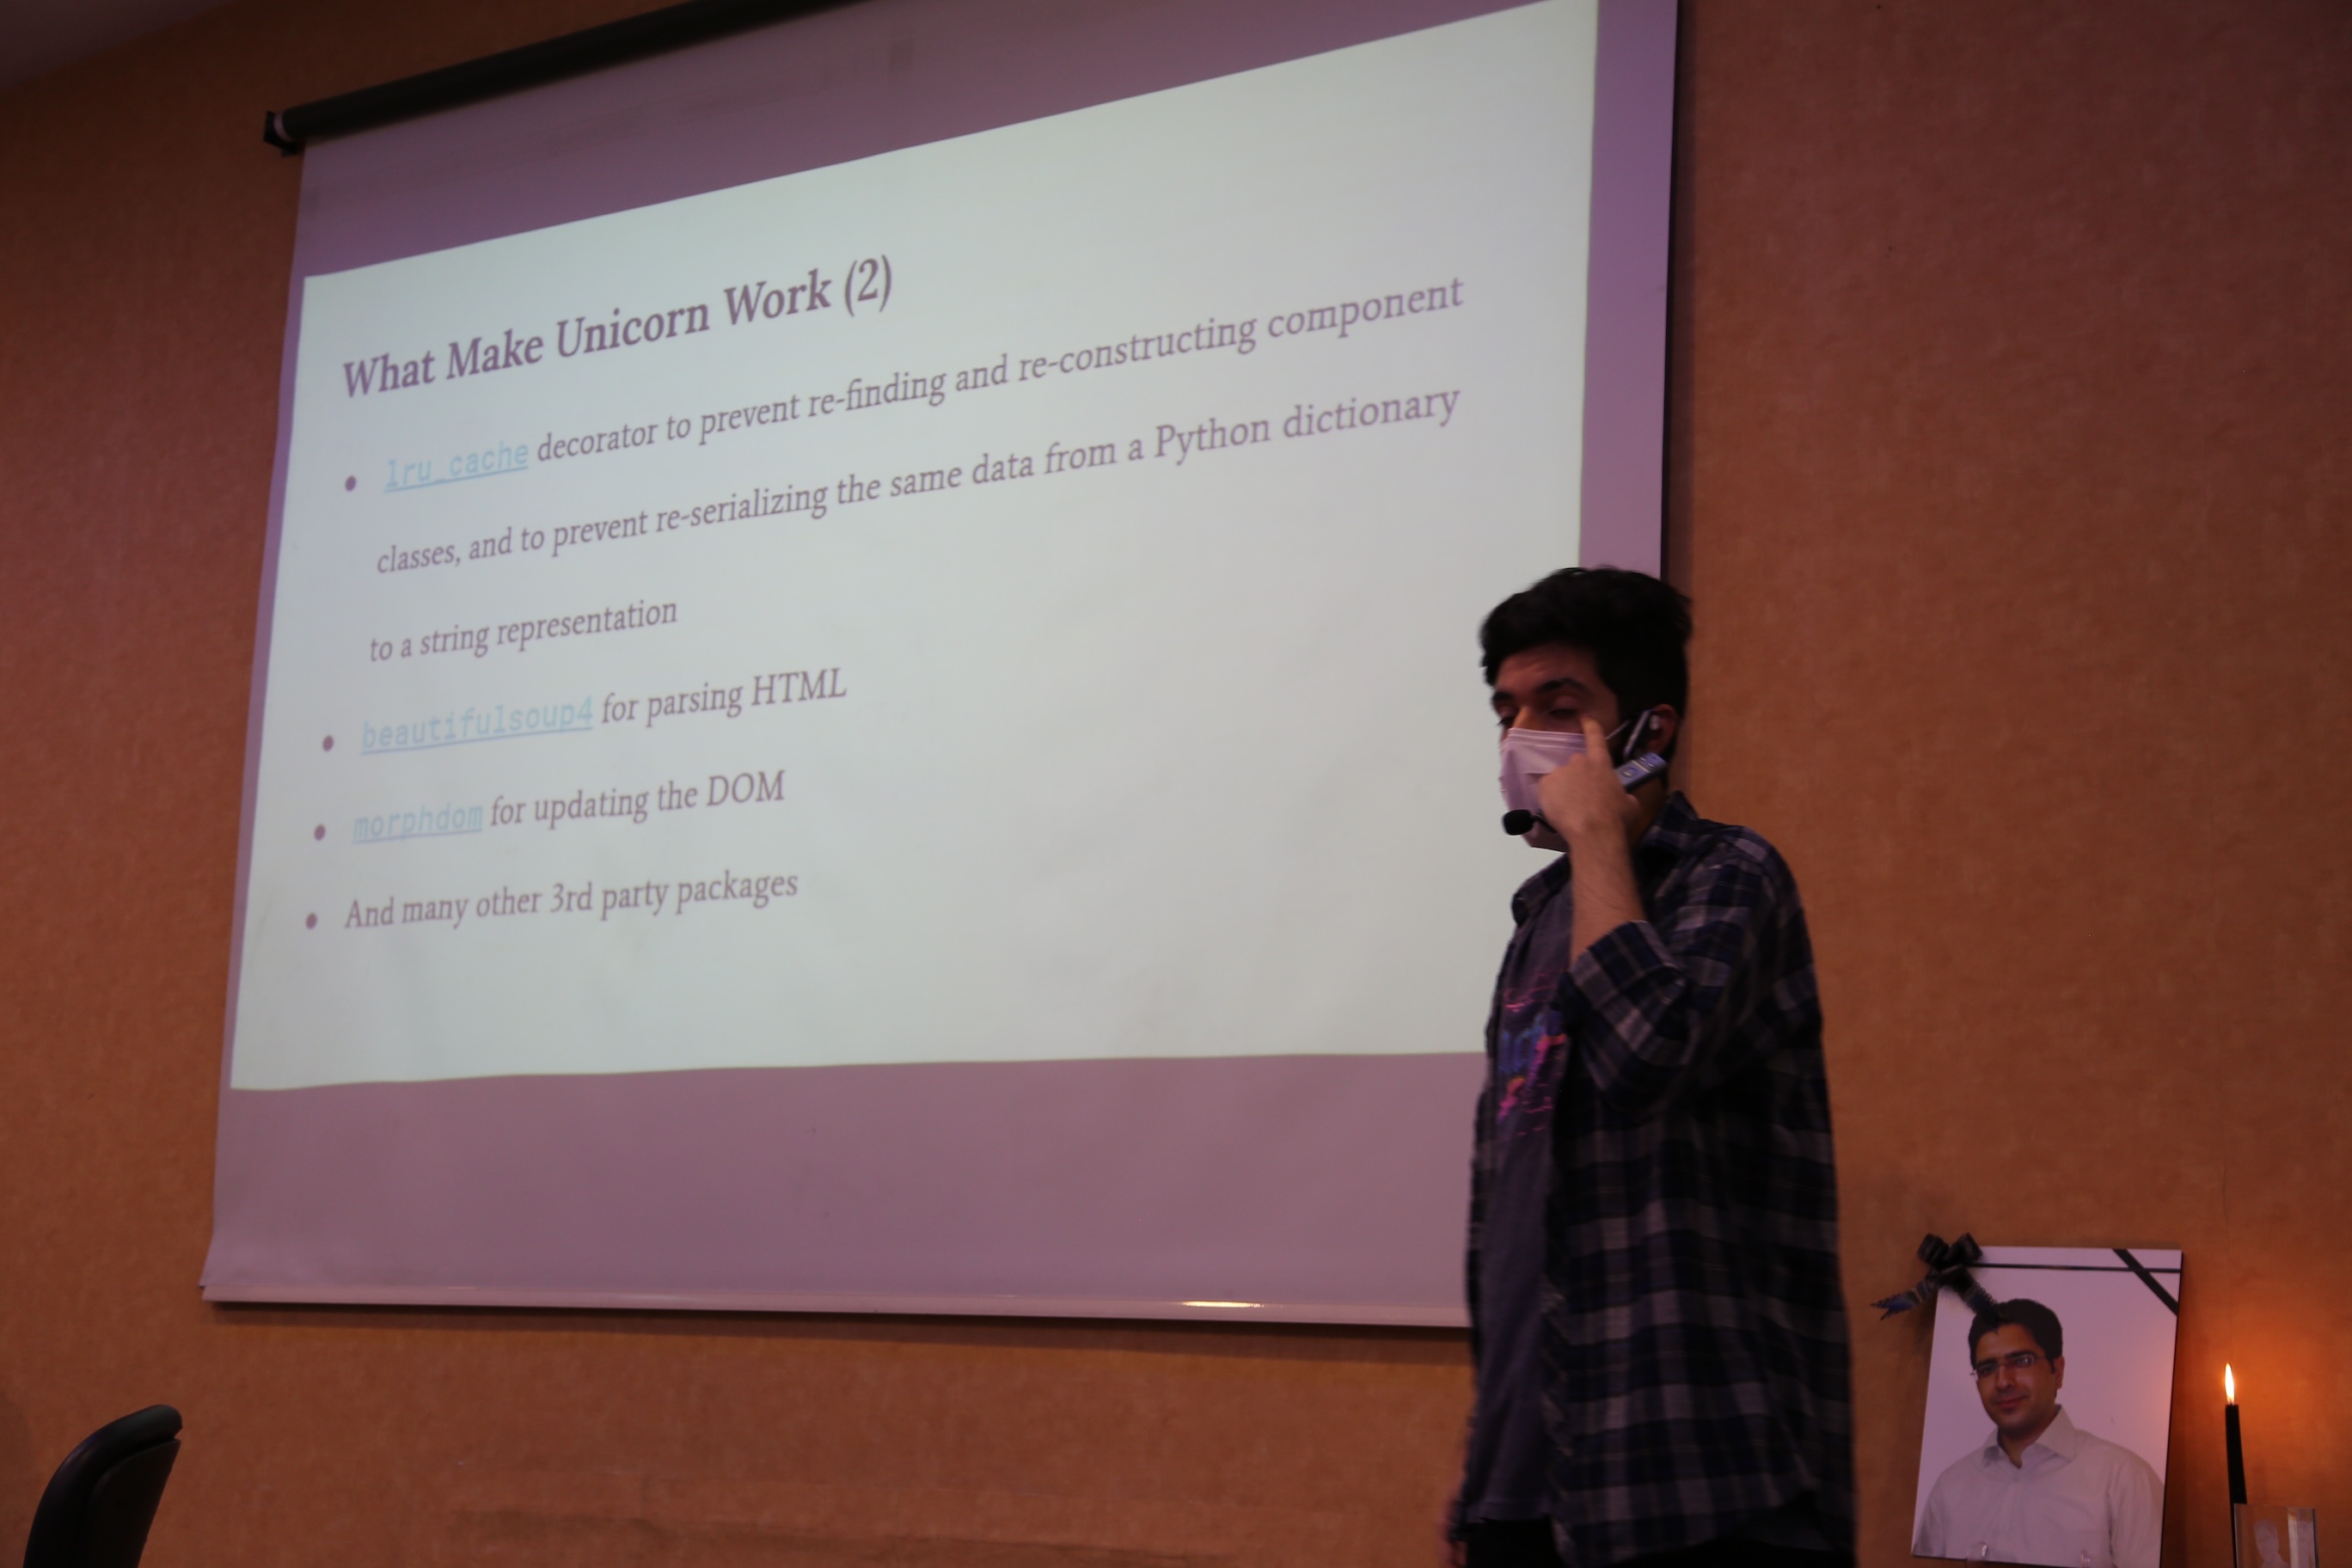 What Make Unicorn Work (2)
• lru_cache decorator to prevent re-finding and re-constructing component
classes, and to prevent re-serializing the same data from a Python dictionary
to a string representation
• beautifulsoup4 for parsing HTML
• morphdom for updating the DOM
• And many other 3rd party packages